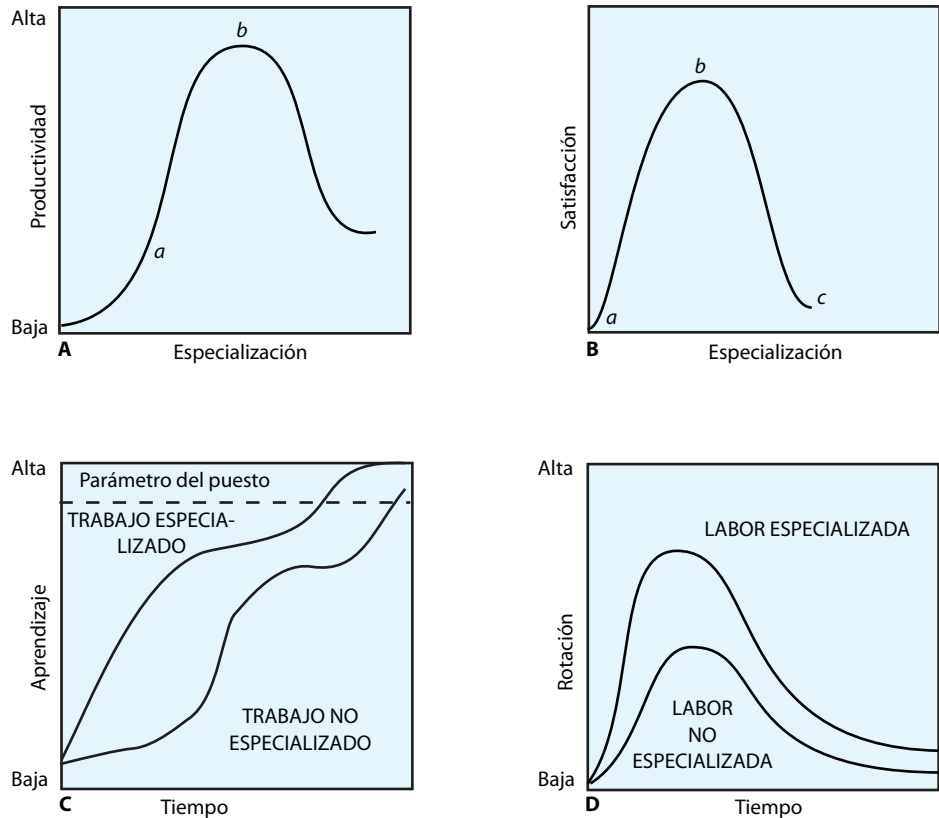 Alta
b
Productividad
a
Baja
A
Especialización
b
Satisfacción
a
c
B
Especialización
Alta
Parámetro del puesto
TRABAJO ESPECIA-
LIZADO
Aprendizaje
TRABAJO NO
ESPECIALIZADO
Baja
C
Tiempo
Alta
LABOR ESPECIALIZADA
Rotación
LABOR
NO
ESPECIALIZADA
Baja
D
Tiempo